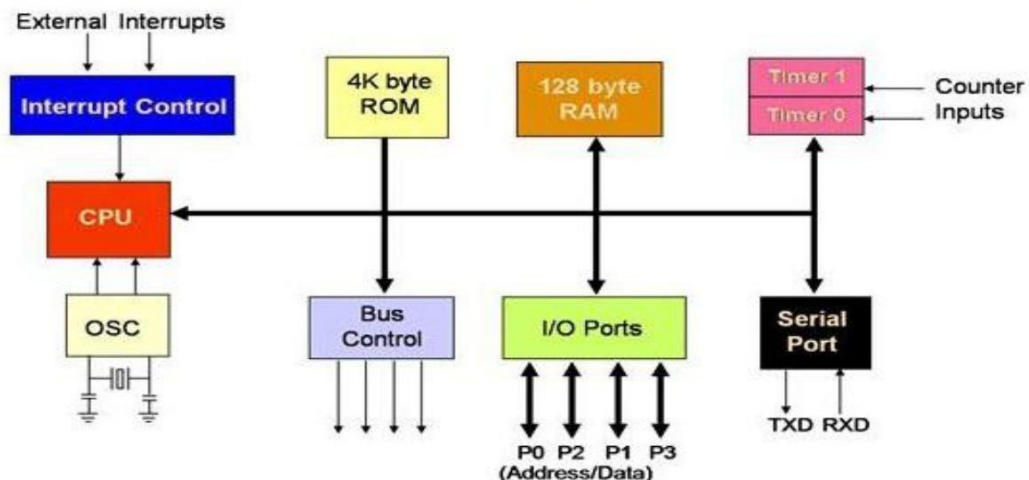 External Interrupts
Interrupt Control
4K byte
ROM
128 byte
RAM
Timer 1
Timer 0
Counter
Inputs
CPU
OSC
Bus
Control
I/O Ports
Serial
Port
P0 P2 P1 P3
(Address/Data)
TXD RXD